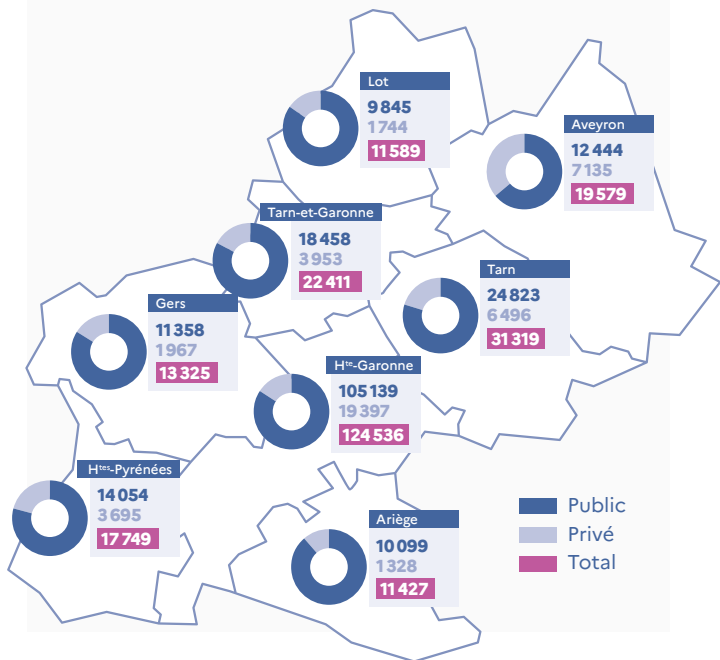 Lot
9 845
1 744
11 589
Aveyron
12 444
7 135
19 579
Tarn-et-Garonne
18 458
3 953
22 411
Tarn
24 823
6 496
31 319
Gers
11 358
1 967
13 325
Hte-Garonne
105 139
19 397
124 536
Htes-Pyrénées
14 054
3 695
17 749
Ariège
10 099
1 328
11 427
Public
Privé
Total